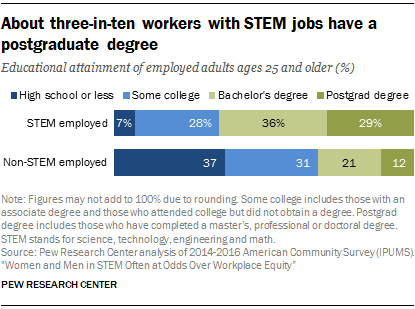 About three-in-ten workers with STEM jobs have a
postgraduate degree
Educational attainment of employed adults ages 25 and older (%)
High school or less Some college Bachelor's degree Postgrad degree
STEM employed 7% 28% 36% 29%
Non-STEM employed 37 31 21 12
Note: Figures may not add to 100% due to rounding. Some college includes those with an
associate degree and those who attended college but did not obtain a degree. Postgrad
degree includes those who have completed a master's, professional or doctoral degree.
STEM stands for science, technology, engineering and math.
Source: Pew Research Center analysis of 2014-2016 American Community Survey (IPUMS).
"Women and Men in STEM Often at Odds Over Workplace Equity"
PEW RESEARCH CENTER